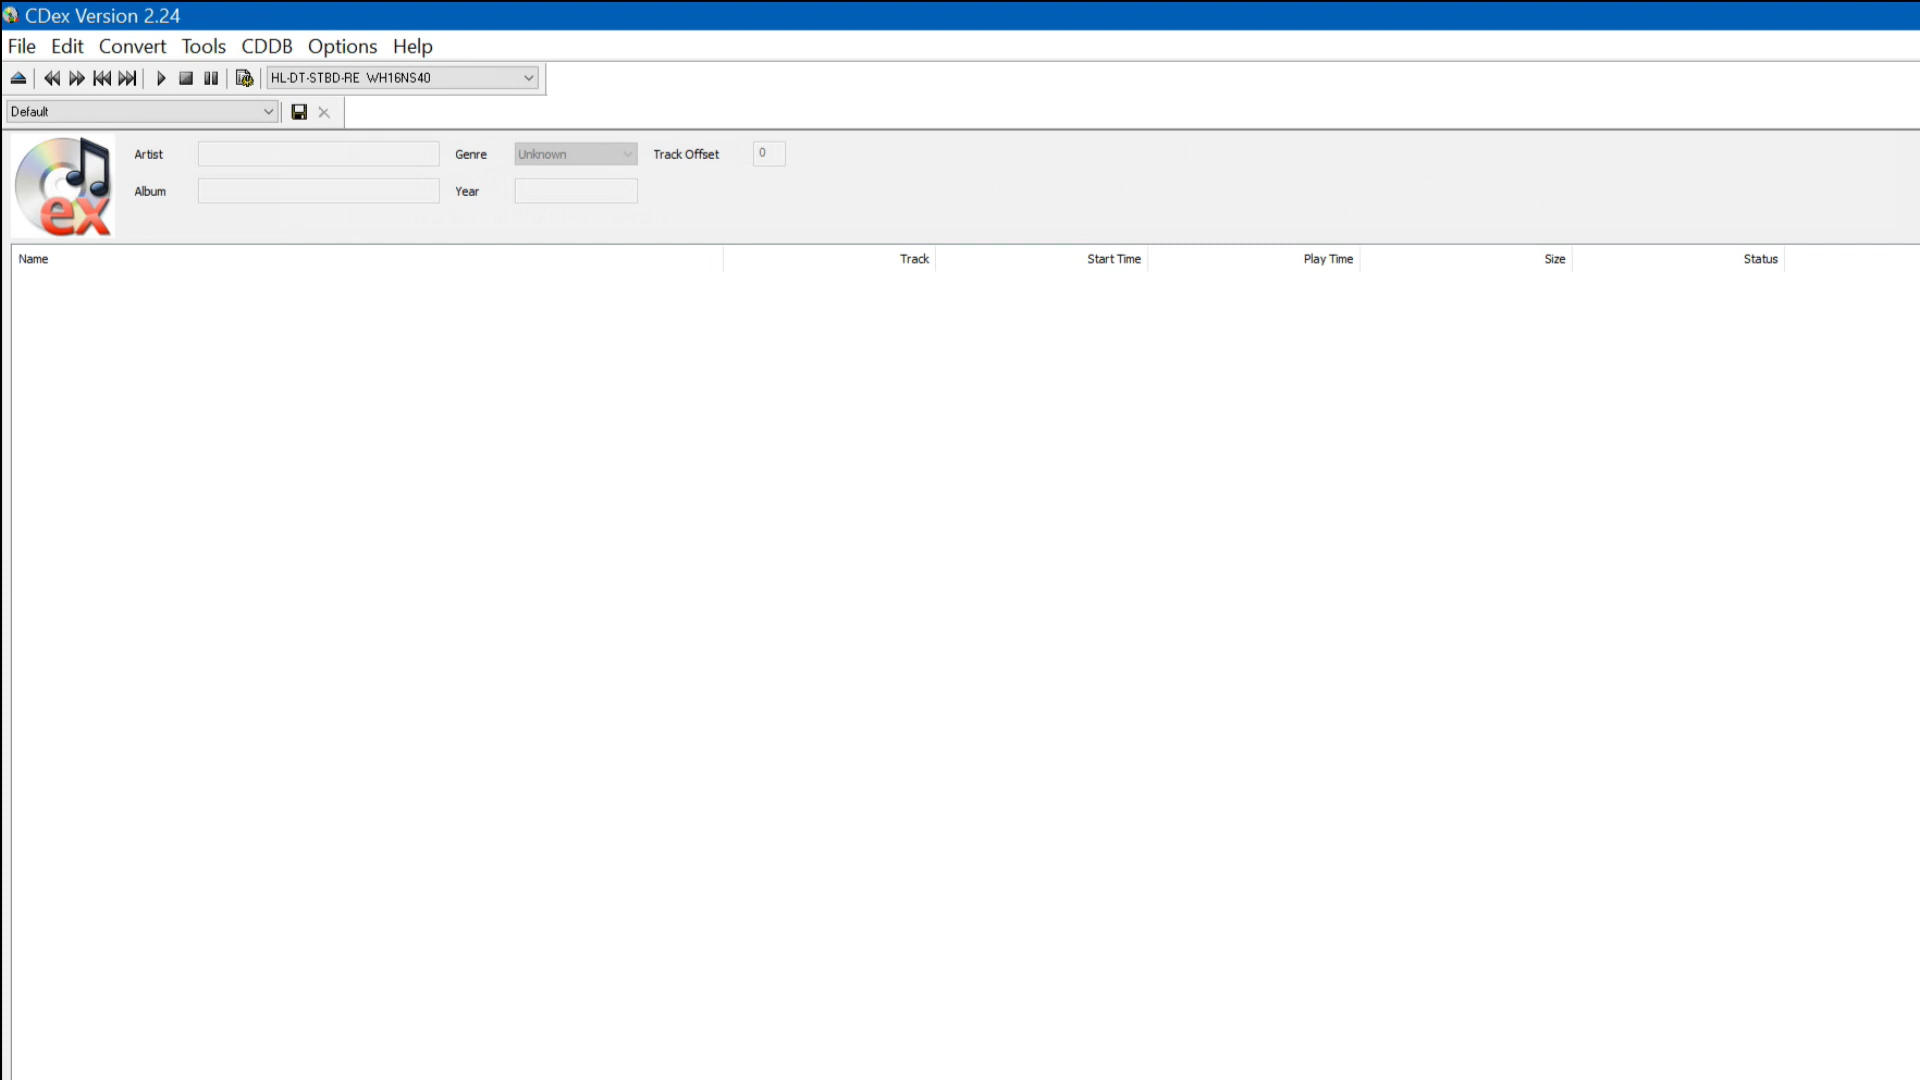 CDex Version 2.24
File Edit Convert Tools CDDB Options Help
HL-DT-STBD-RE WH16NS40
Default
Artist Genre Unknown Track Offset 0
Album Year
ex
Name Track Start Time Play Time Size Status